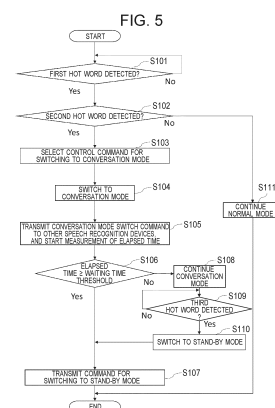 FIG. 5
START
S101
FIRST HOT WORD DETECTED?
No
Yes
S102
SECOND HOT WORD DETECTED?
No
Yes
S103
SELECT CONTROL COMMAND FOR
SWITCHING TO CONVERSATION MODE
S104
SWITCH TO
CONVERSATION MODE
S111
CONTINUE
NORMAL MODE
S105
TRANSMIT CONVERSATION MODE SWITCH COMMAND
TO OTHER SPEECH RECOGNITION DEVICES,
AND START MEASUREMENT OF ELAPSED TIME
S106
ELAPSED
TIME ≥ WAITING TIME
THRESHOLD
No
Yes
S108
CONTINUE
CONVERSATION
MODE
S109
THIRD
HOT WORD DETECTED
?
No
Yes
S110
SWITCH TO STAND-BY MODE
S107
TRANSMIT COMMAND FOR
SWITCHING TO STAND-BY MODE
END